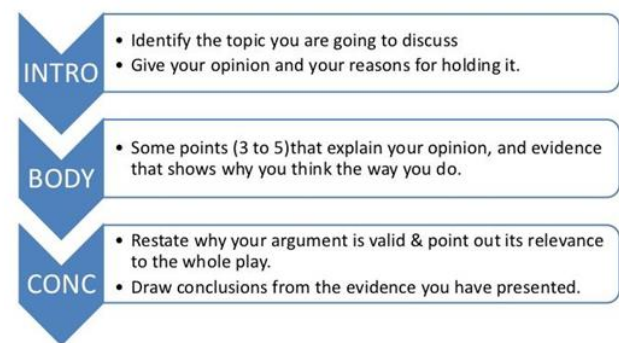 INTRO
• Identify the topic you are going to discuss
• Give your opinion and your reasons for holding it.
BODY
• Some points (3 to 5)that explain your opinion, and evidence
that shows why you think the way you do.
CONC
• Restate why your argument is valid & point out its relevance
to the whole play.
• Draw conclusions from the evidence you have presented.